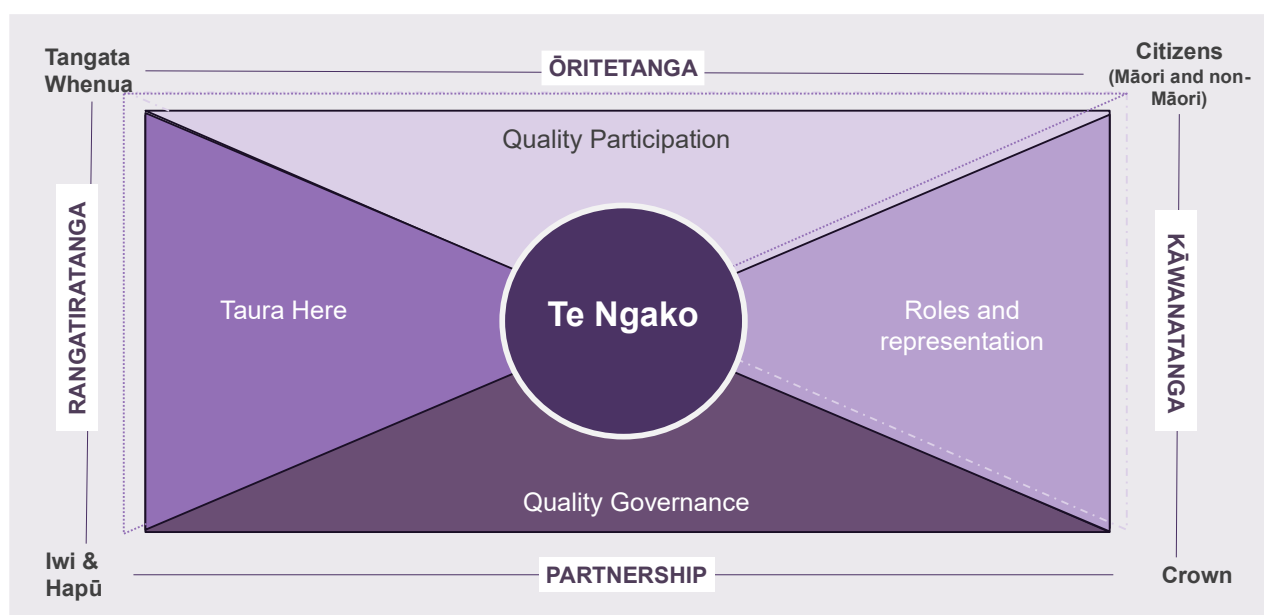 Tangata
Whenua
ŌRITETANGA
Citizens
(Māori and non-
Māori)
Quality Participation
RANGATIRATANGA
Taura Here
Te Ngako
Roles and
representation
KĀWANATANGA
Quality Governance
Iwi &
Hapū
PARTNERSHIP
Crown